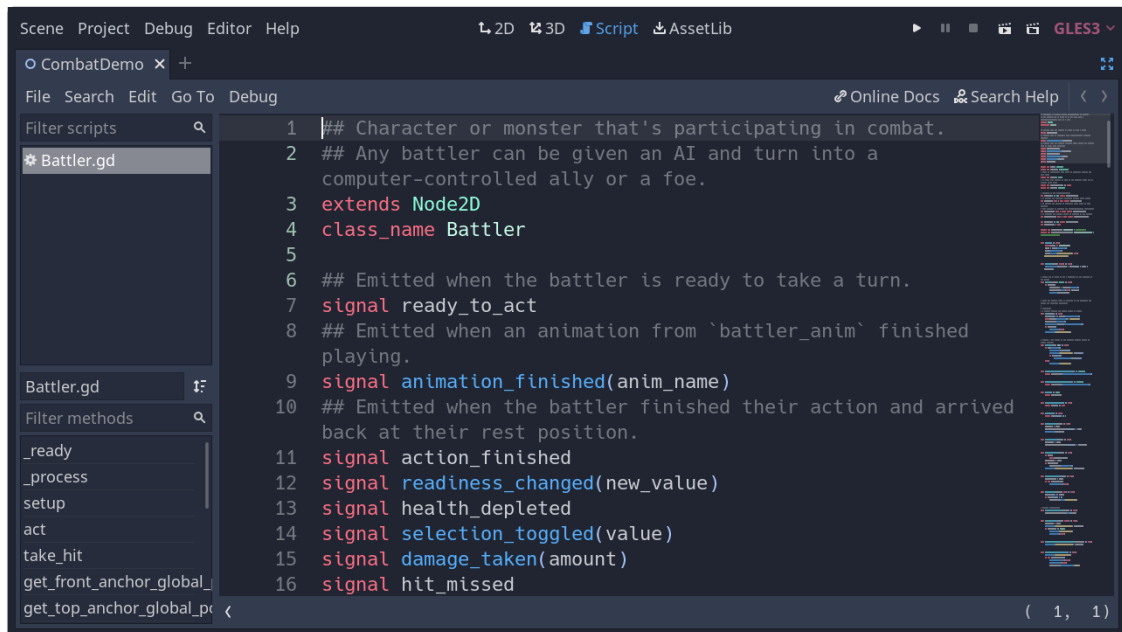 Scene Project Debug Editor Help 2D 3D Script AssetLib GLES3
CombatDemo
File Search Edit Go To Debug Online Docs Search Help
Filter scripts
Battler.gd
Battler.gd
Filter methods
_ready
_process
setup
act
take_hit
get_front_anchor_global_
get_top_anchor_global_po
1 ## Character or monster that's participating in combat.
2 ## Any battler can be given an AI and turn into a
computer-controlled ally or a foe.
3 extends Node2D
4 class_name Battler
5
6 ## Emitted when the battler is ready to take a turn.
7 signal ready_to_act
8 ## Emitted when an animation from `battler_anim` finished
playing.
9 signal animation_finished(anim_name)
10 ## Emitted when the battler finished their action and arrived
back at their rest position.
11 signal action_finished
12 signal readiness_changed(new_value)
13 signal health_depleted
14 signal selection_toggled(value)
15 signal damage_taken(amount)
16 signal hit_missed
( 1, 1)